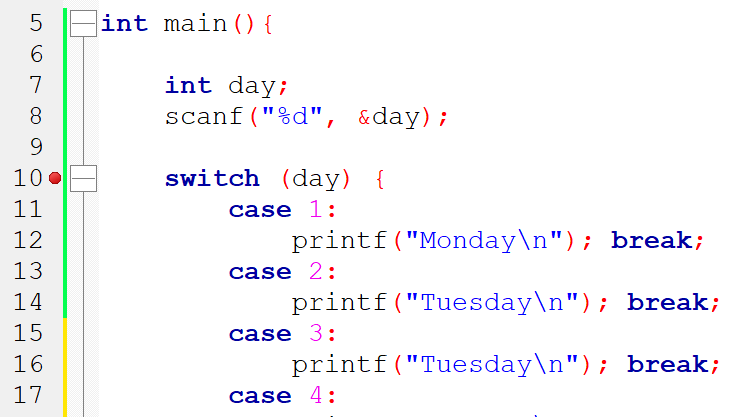 5 int main(){
6
7 int day;
8 scanf("%d", &day);
9
10 switch (day) {
11 case 1:
12 printf("Monday\n"); break;
13 case 2:
14 printf("Tuesday\n"); break;
15 case 3:
16 printf("Tuesday\n"); break;
17 case 4: